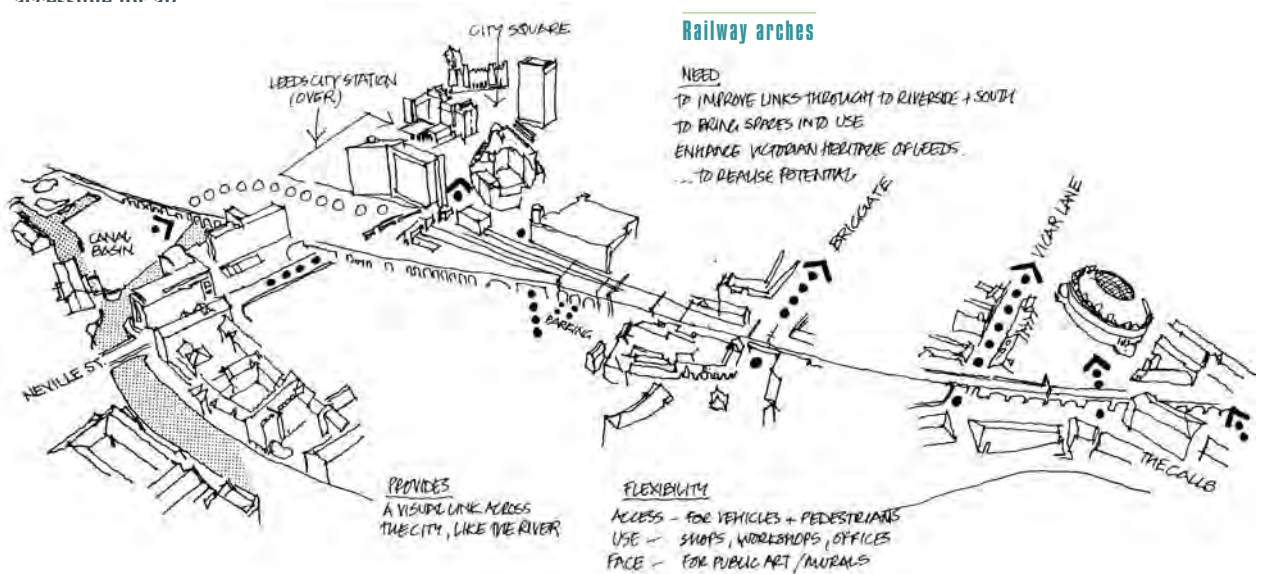 Railway arches
CITY SQUARE
LEEDS CITY STATION
(OVER)
NEED
TO IMPROVE LINKS THROUGH TO RIVERSIDE + SOUTH
TO BRING SPACES INTO USE
ENHANCE VICTORIAN HERITAGE OF LEEDS.
... TO REALISE POTENTIAL
BRIGGATE
VICAR LANE
CANAL
BASIN
PARKING
NEVILLE ST.
THE CALLS
PROVIDES
A VISUAL LINK ACROSS
THE CITY, LIKE THE RIVER
FLEXIBILITY
ACCESS - FOR VEHICLES + PEDESTRIANS
USE - SHOPS, WORKSHOPS, OFFICES
FACE - FOR PUBLIC ART / MURALS